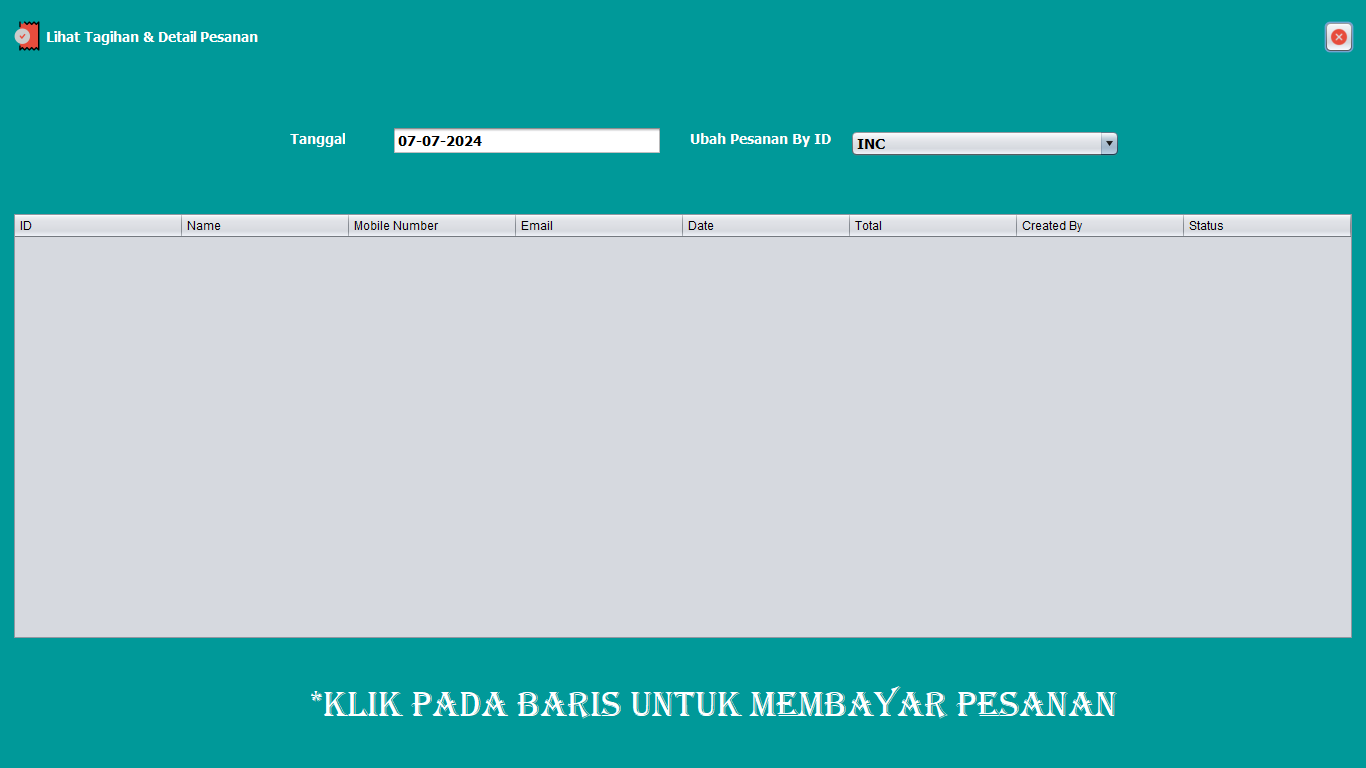 Lihat Tagihan & Detail Pesanan
Tanggal 07-07-2024 Ubah Pesanan By ID INC
ID Name Mobile Number Email Date Total Created By Status
*KLIK PADA BARIS UNTUK MEMBAYAR PESANAN